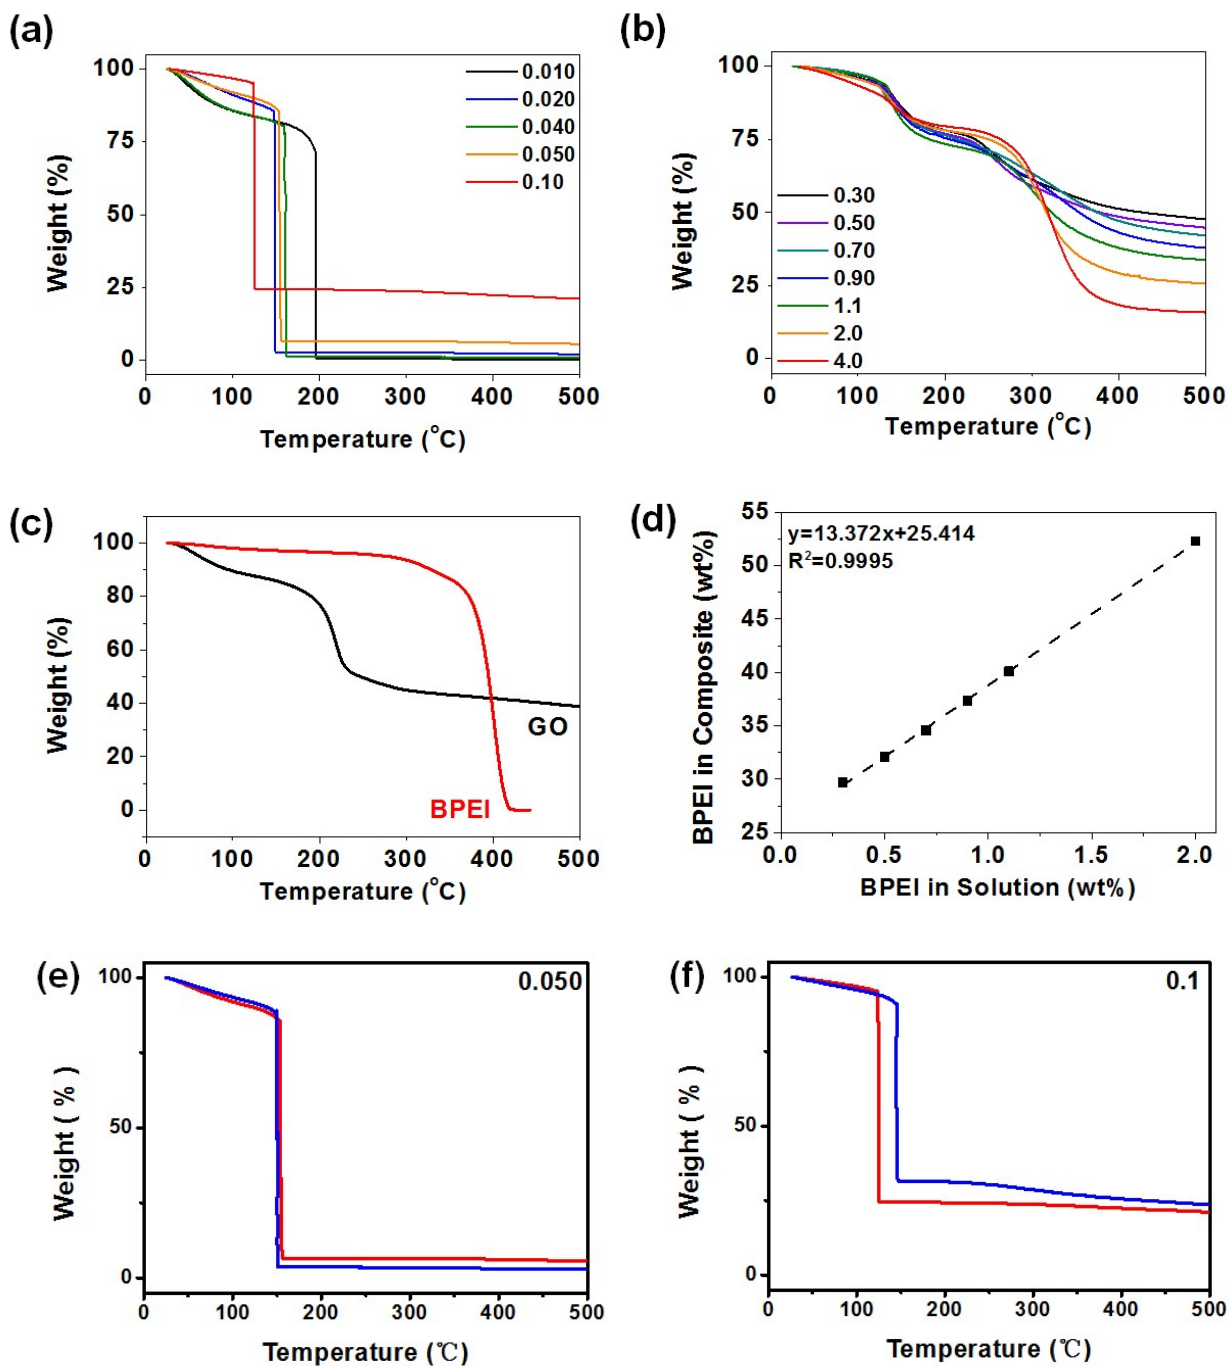 (a)
100
75
50
25
0
Weight (%)
0.010
0.020
0.040
0.050
0.10
0 100 200 300 400 500
Temperature (°C)
(b)
100
75
50
25
0
Weight (%)
0.30
0.50
0.70
0.90
1.1
2.0
4.0
0 100 200 300 400 500
Temperature (°C)
(c)
100
80
60
40
20
0
Weight (%)
GO
BPEI
0 100 200 300 400 500
Temperature (°C)
(d)
y=13.372x+25.414
R²=0.9995
55
50
45
40
35
30
25
BPEI in Composite (wt%)
0.0 0.5 1.0 1.5 2.0
BPEI in Solution (wt%)
(e)
0.050
100
50
0
Weight ( % )
0 100 200 300 400 500
Temperature (℃)
(f)
0.1
100
50
0
Weight ( % )
0 100 200 300 400 500
Temperature (℃)